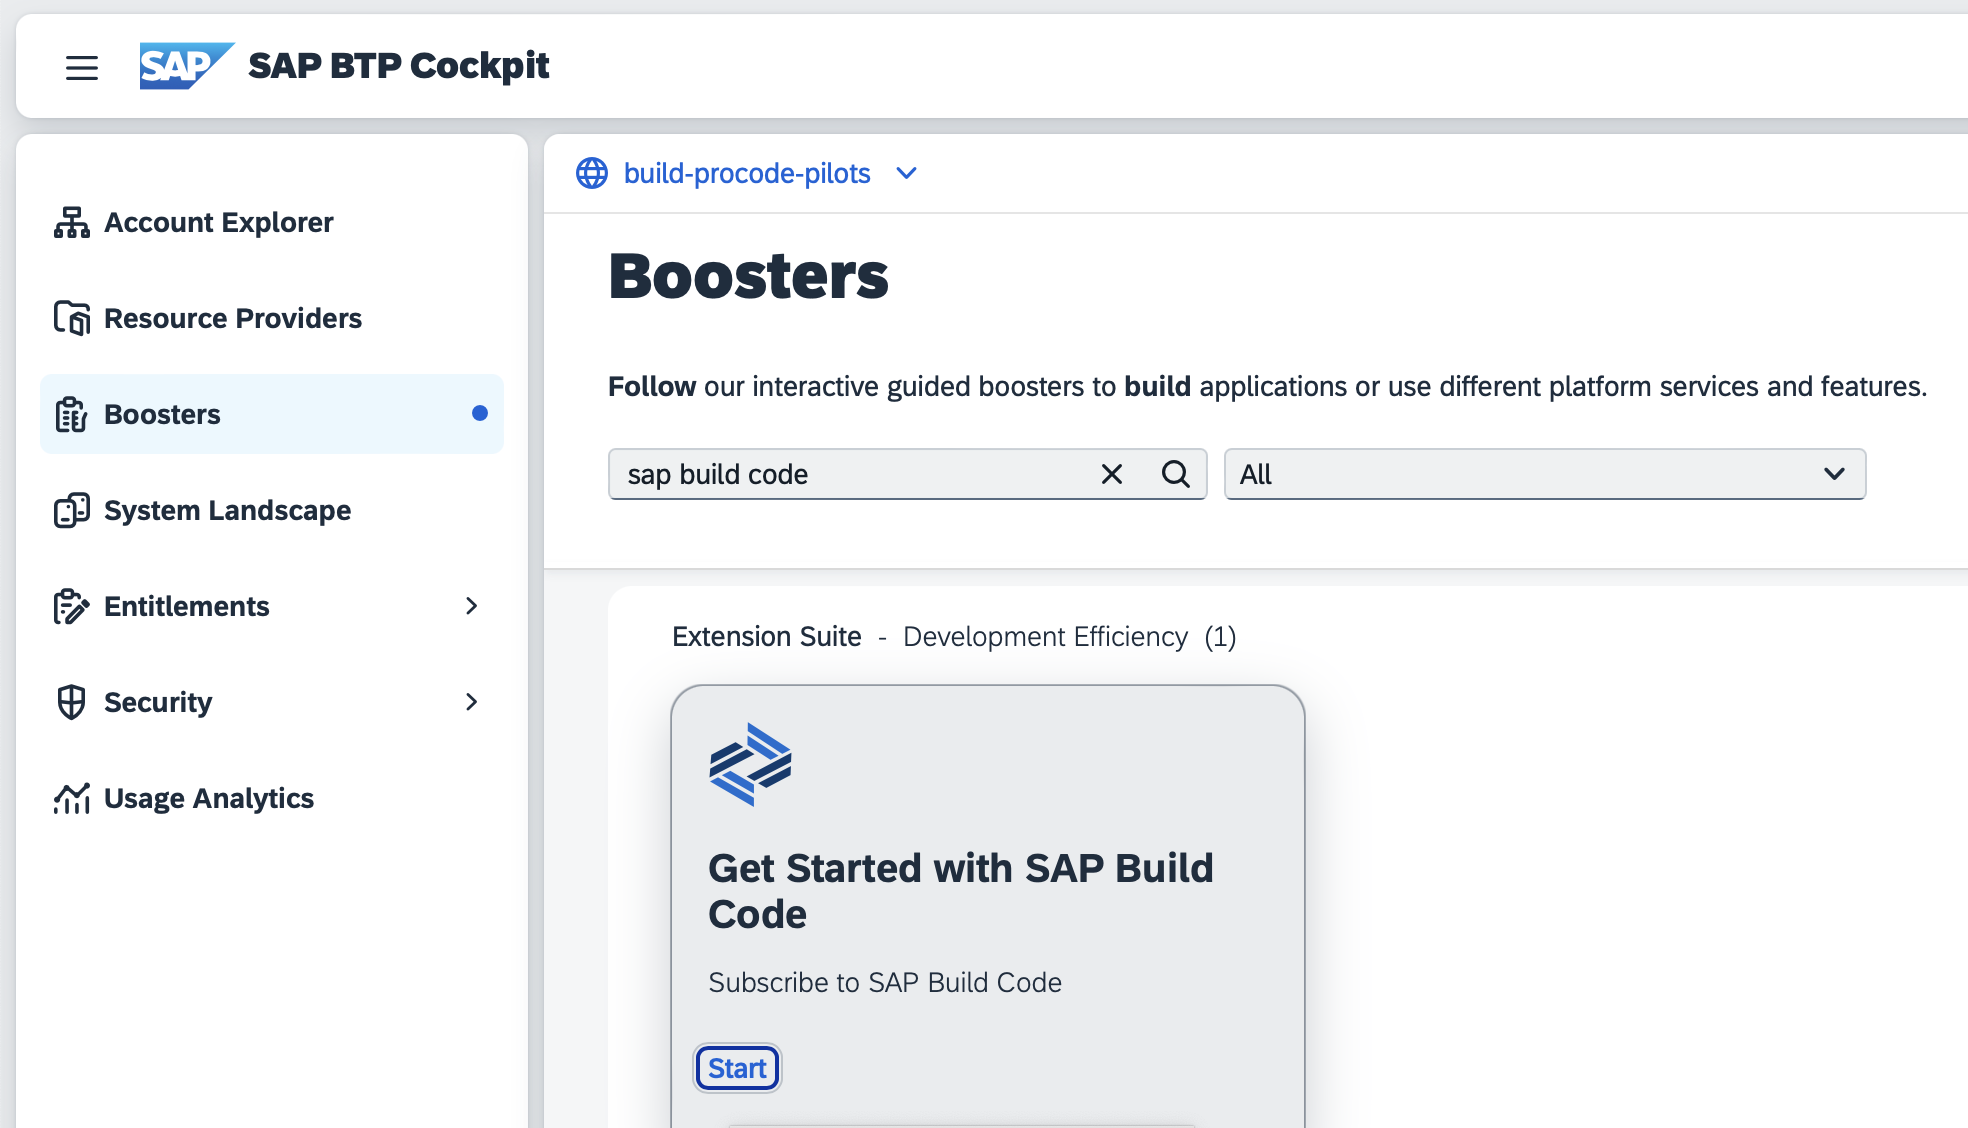 SAP SAP BTP Cockpit
Account Explorer
Resource Providers
Boosters
System Landscape
Entitlements
Security
Usage Analytics
build-procode-pilots
Boosters
Follow our interactive guided boosters to build applications or use different platform services and features.
sap build code
All
Extension Suite - Development Efficiency (1)
Get Started with SAP Build
Code
Subscribe to SAP Build Code
Start